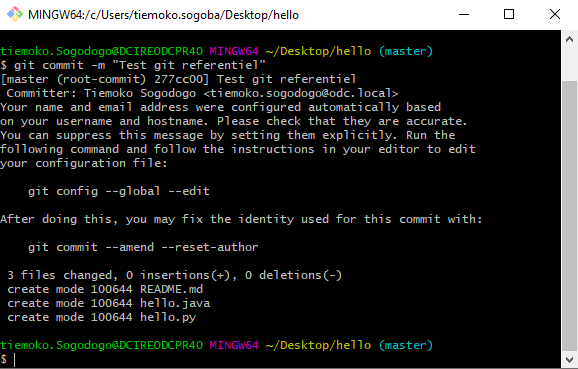 MINGW64:/c/Users/tiemoko.sogoba/Desktop/hello
tiemoko.Sogodogo@DCIREODCPR40 MINGW64 ~/Desktop/hello (master)
$ git commit -m "Test git referentiel"
[master (root-commit) 277cc00] Test git referentiel
 Committer: Tiemoko Sogodogo <tiemoko.sogodogo@odc.local>
Your name and email address were configured automatically based
on your username and hostname. Please check that they are accurate.
You can suppress this message by setting them explicitly. Run the
following command and follow the instructions in your editor to edit
your configuration file:
    git config --global --edit
After doing this, you may fix the identity used for this commit with:
    git commit --amend --reset-author
 3 files changed, 0 insertions(+), 0 deletions(-)
 create mode 100644 README.md
 create mode 100644 hello.java
 create mode 100644 hello.py
tiemoko.Sogodogo@DCIREODCPR40 MINGW64 ~/Desktop/hello (master)
$